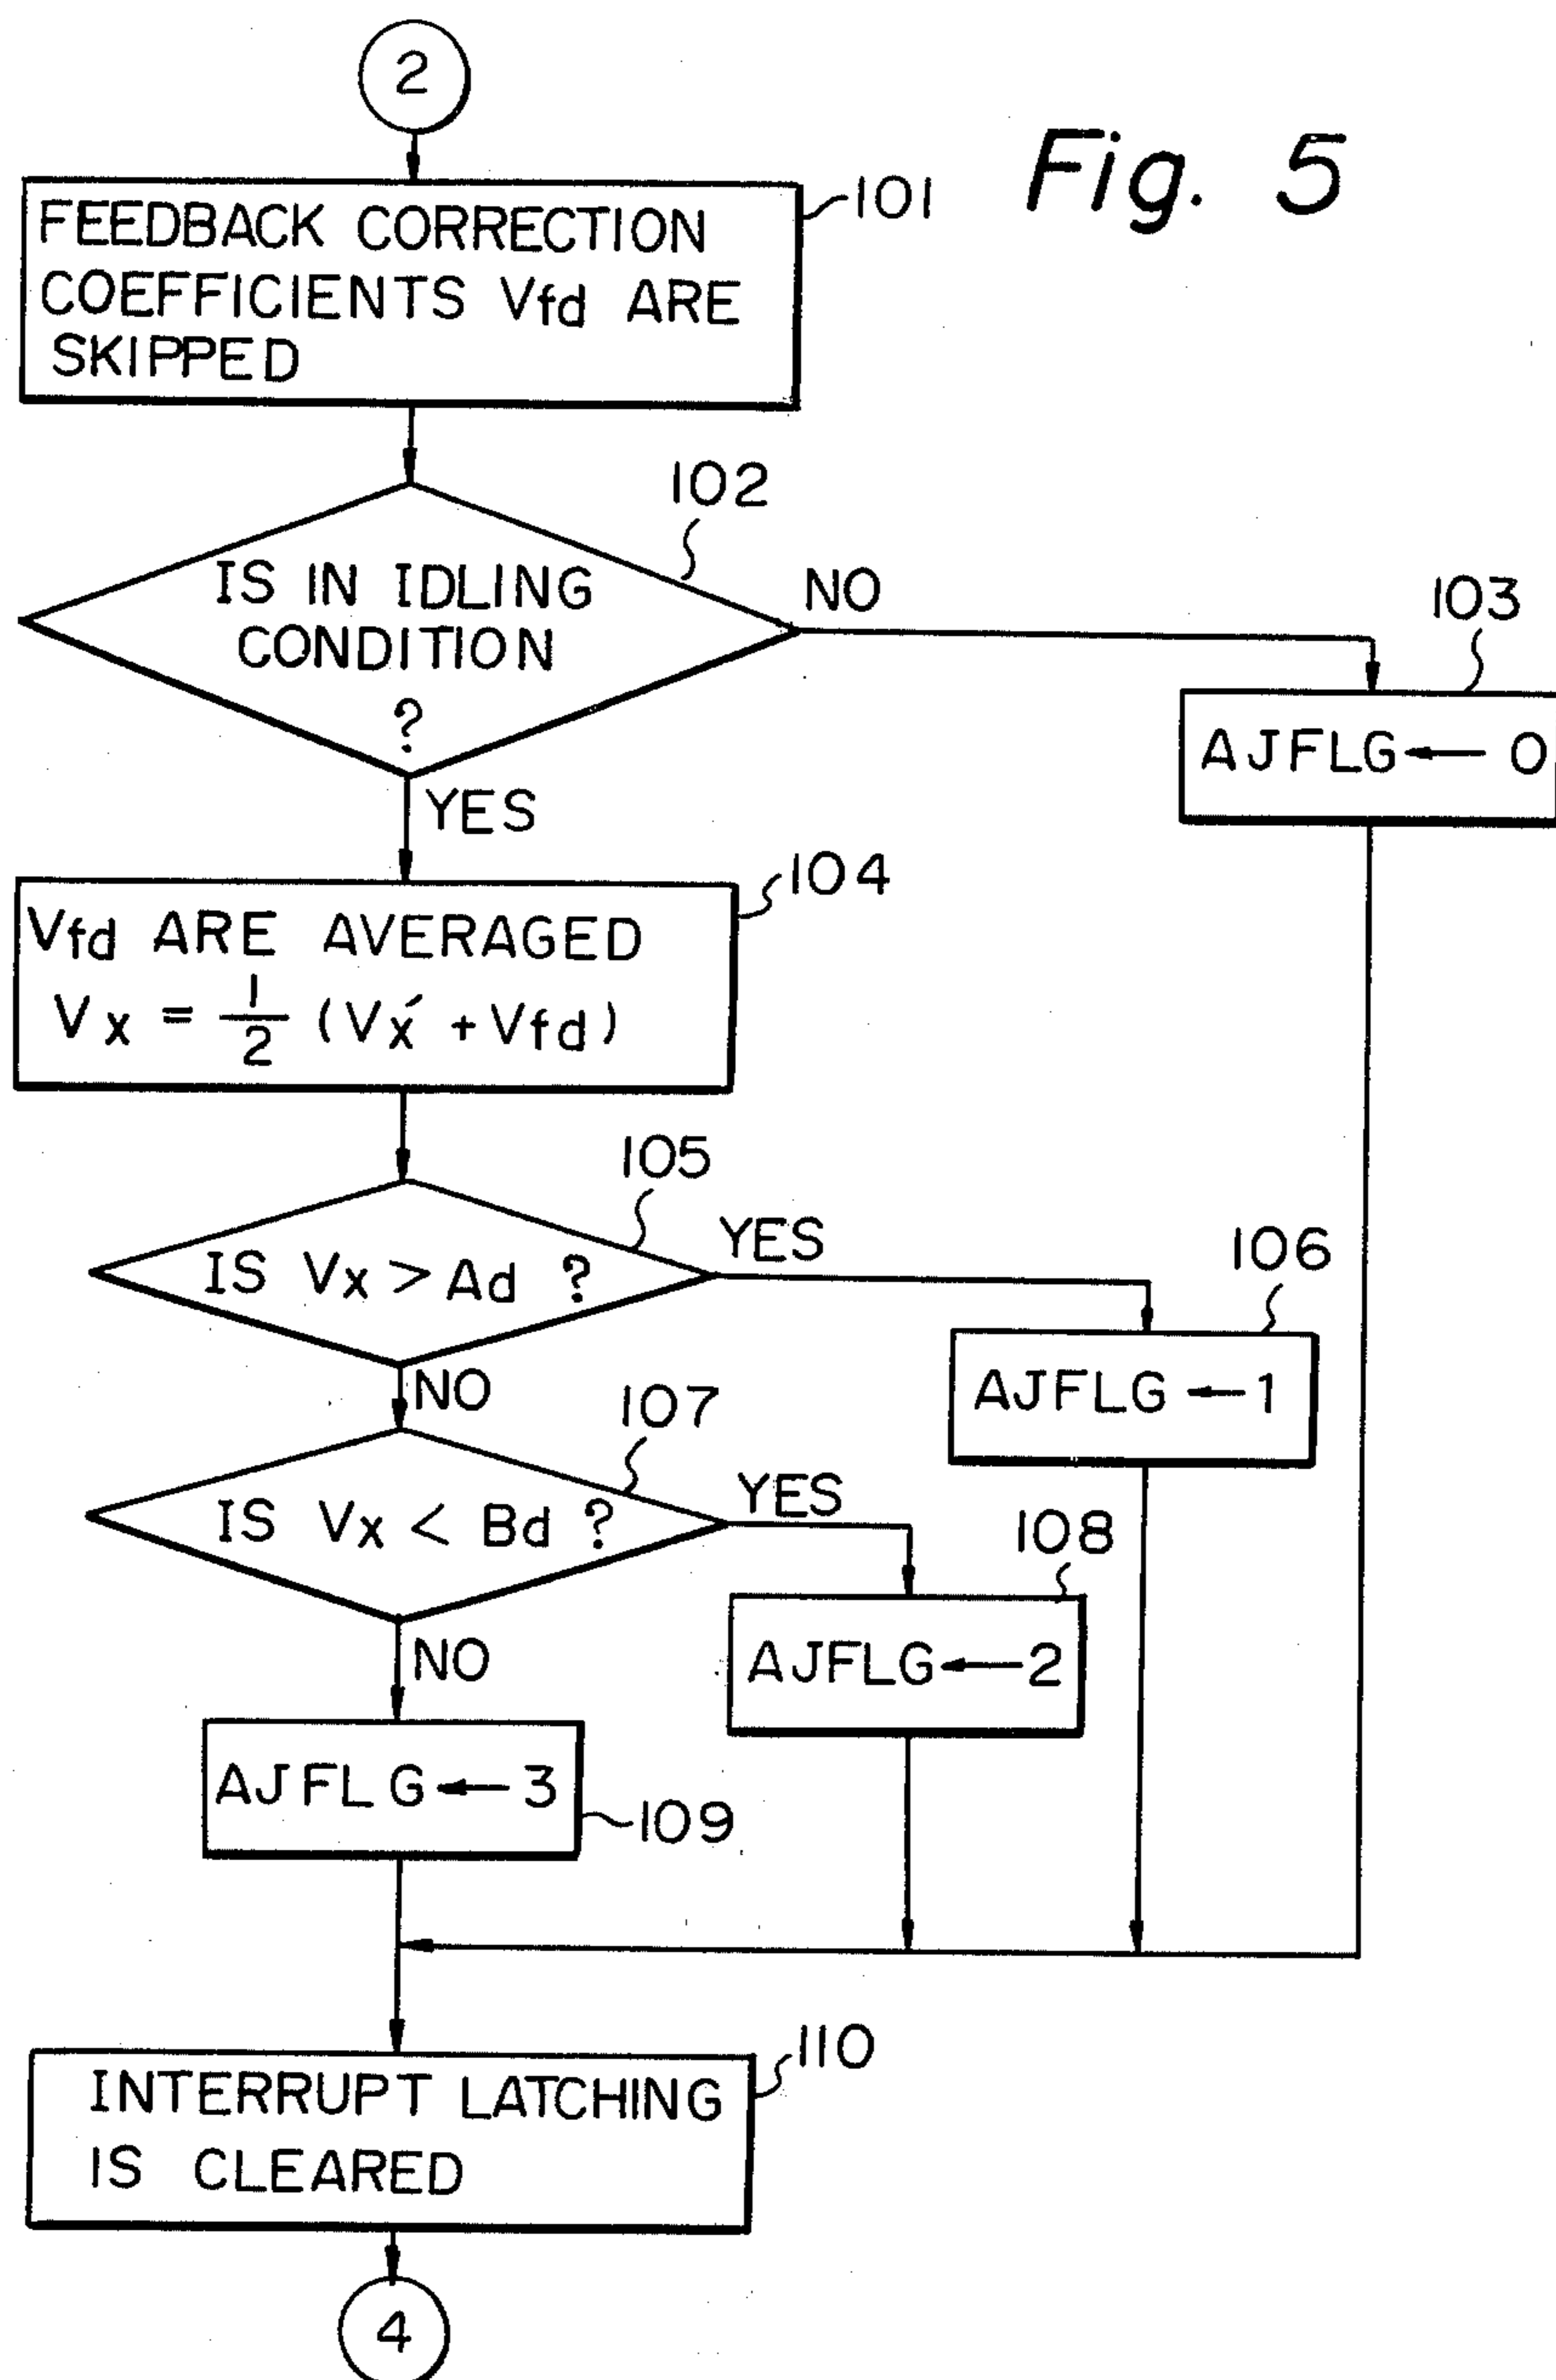 2
Fig. 5
101
FEEDBACK CORRECTION
COEFFICIENTS Vfd ARE
SKIPPED
102
IS IN IDLING
CONDITION
?
NO
103
AJFLG ← 0
YES
104
Vfd ARE AVERAGED
Vx = 1/2 (Vx' + Vfd)
105
IS Vx > Ad ?
YES
106
AJFLG ← 1
NO
107
IS Vx < Bd ?
YES
108
AJFLG ← 2
NO
AJFLG ← 3
109
110
INTERRUPT LATCHING
IS CLEARED
4